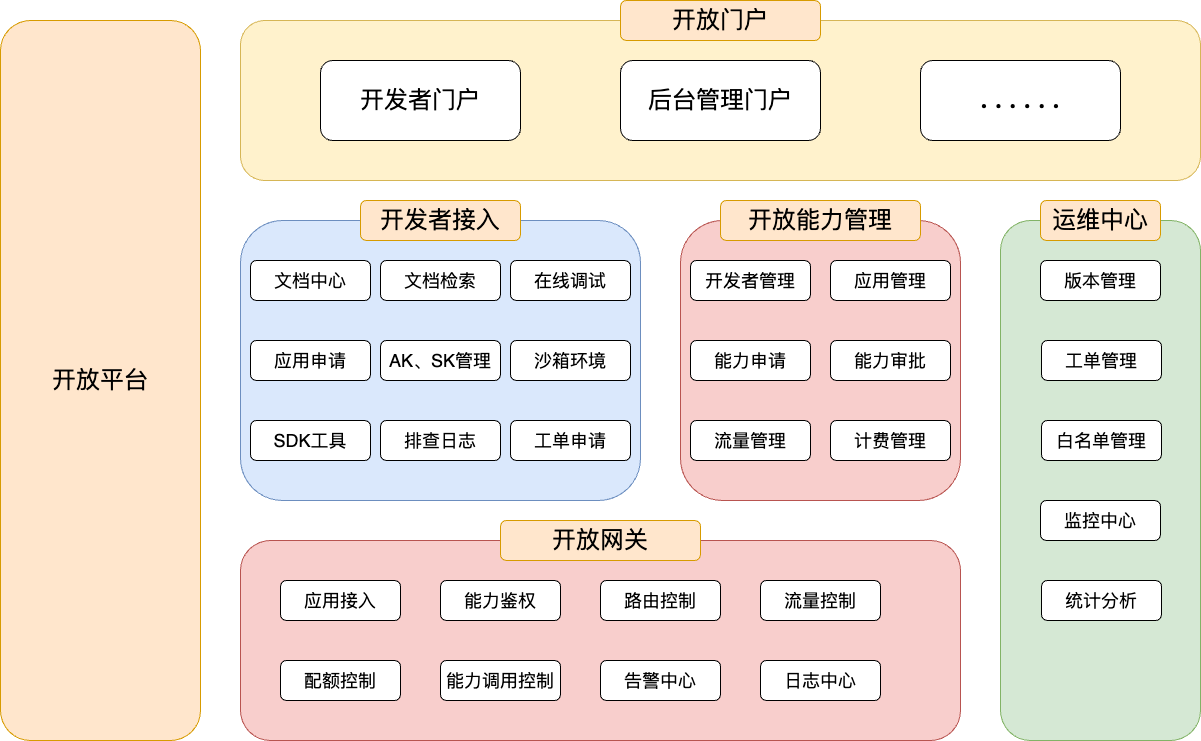 开放平台
开放门户
开发者门户
后台管理门户
......
开发者接入
文档中心
文档检索
在线调试
应用申请
AK、SK管理
沙箱环境
SDK工具
排查日志
工单申请
开放能力管理
开发者管理
应用管理
能力申请
能力审批
流量管理
计费管理
运维中心
版本管理
工单管理
白名单管理
监控中心
统计分析
开放网关
应用接入
能力鉴权
路由控制
流量控制
配额控制
能力调用控制
告警中心
日志中心